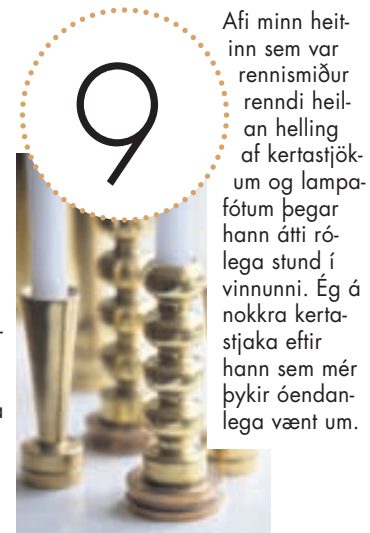 9
Afi minn heit-
inn sem var
rennismiður
renndi heil-
an helling
af kertastjök-
um og lampa-
fótum þegar
hann átti ró-
lega stund í
vinnunni. Ég á
nokkra kerta-
stjaka eftir
hann sem mér
þykir óendan-
lega vænt um.